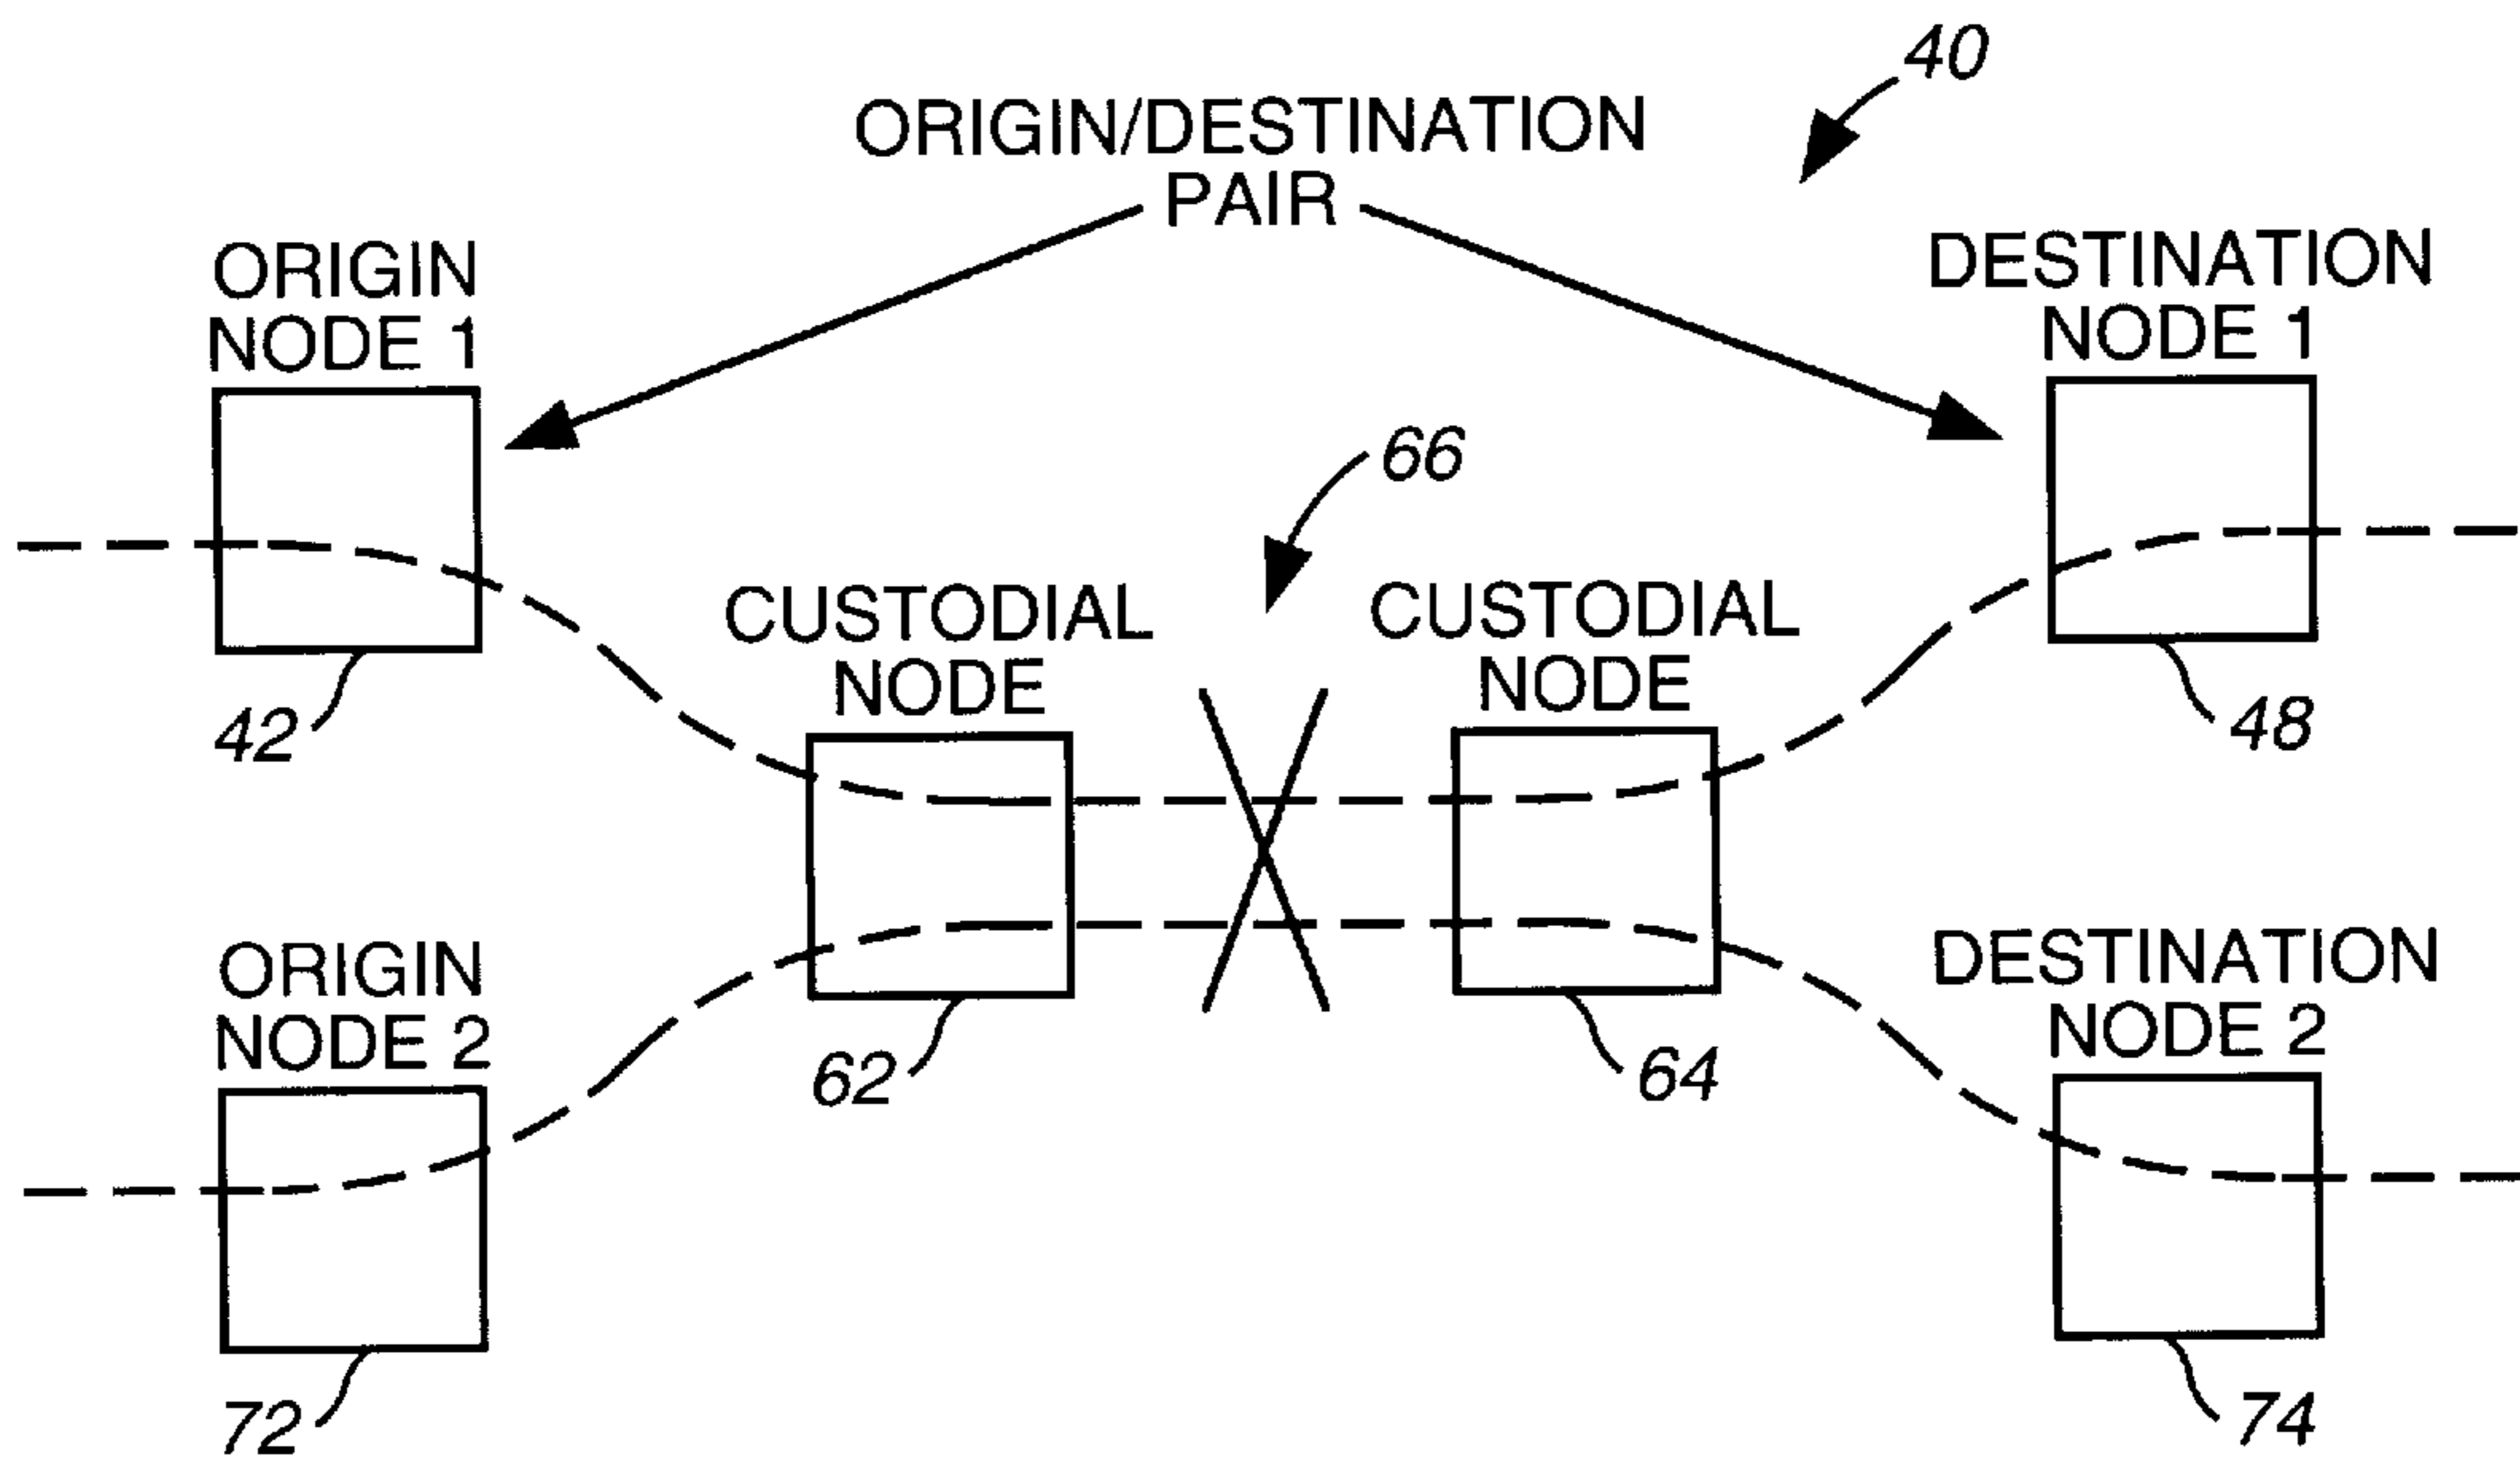 40
ORIGIN/DESTINATION
PAIR
ORIGIN
NODE 1
DESTINATION
NODE 1
66
CUSTODIAL
NODE
CUSTODIAL
NODE
42
48
ORIGIN
NODE 2
DESTINATION
NODE 2
62
64
72
74